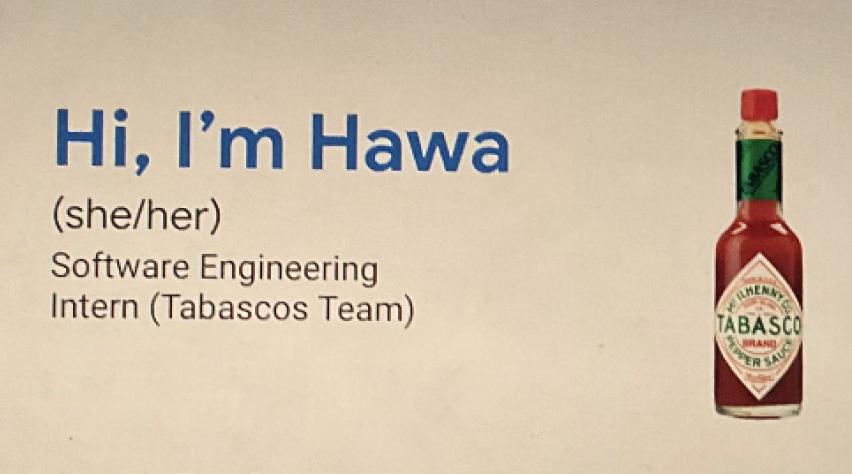 Hi, I'm Hawa
(she/her)
Software Engineering
Intern (Tabascos Team)
TABASCO
McILHENNY CO.
TABASCO
BRAND
PEPPER SAUCE